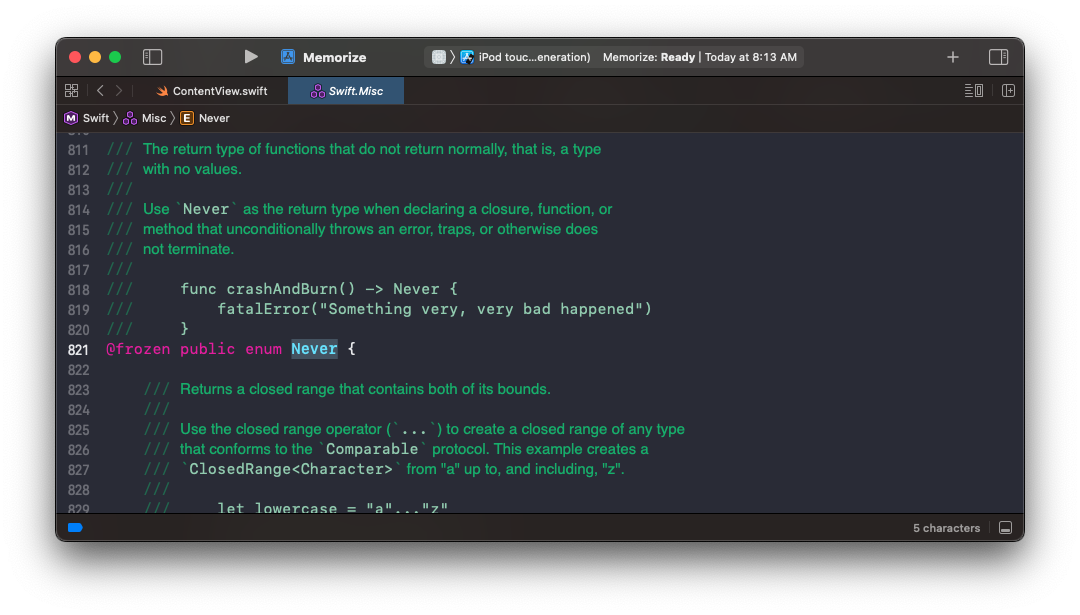 Memorize
iPod touc...eneration) Memorize: Ready | Today at 8:13 AM
ContentView.swift
Swift.Misc
M Swift 〉 Misc 〉 E Never
811 /// The return type of functions that do not return normally, that is, a type
812 /// with no values.
813 ///
814 /// Use `Never` as the return type when declaring a closure, function, or
815 /// method that unconditionally throws an error, traps, or otherwise does
816 /// not terminate.
817 ///
818 ///     func crashAndBurn() -> Never {
819 ///         fatalError("Something very, very bad happened")
820 ///     }
821 @frozen public enum Never {
822
823     /// Returns a closed range that contains both of its bounds.
824     ///
825     /// Use the closed range operator (`...`) to create a closed range of any type
826     /// that conforms to the `Comparable` protocol. This example creates a
827     /// `ClosedRange<Character>` from "a" up to, and including, "z".
828     ///
829     ///     let lowercase = "a"..."z"
5 characters